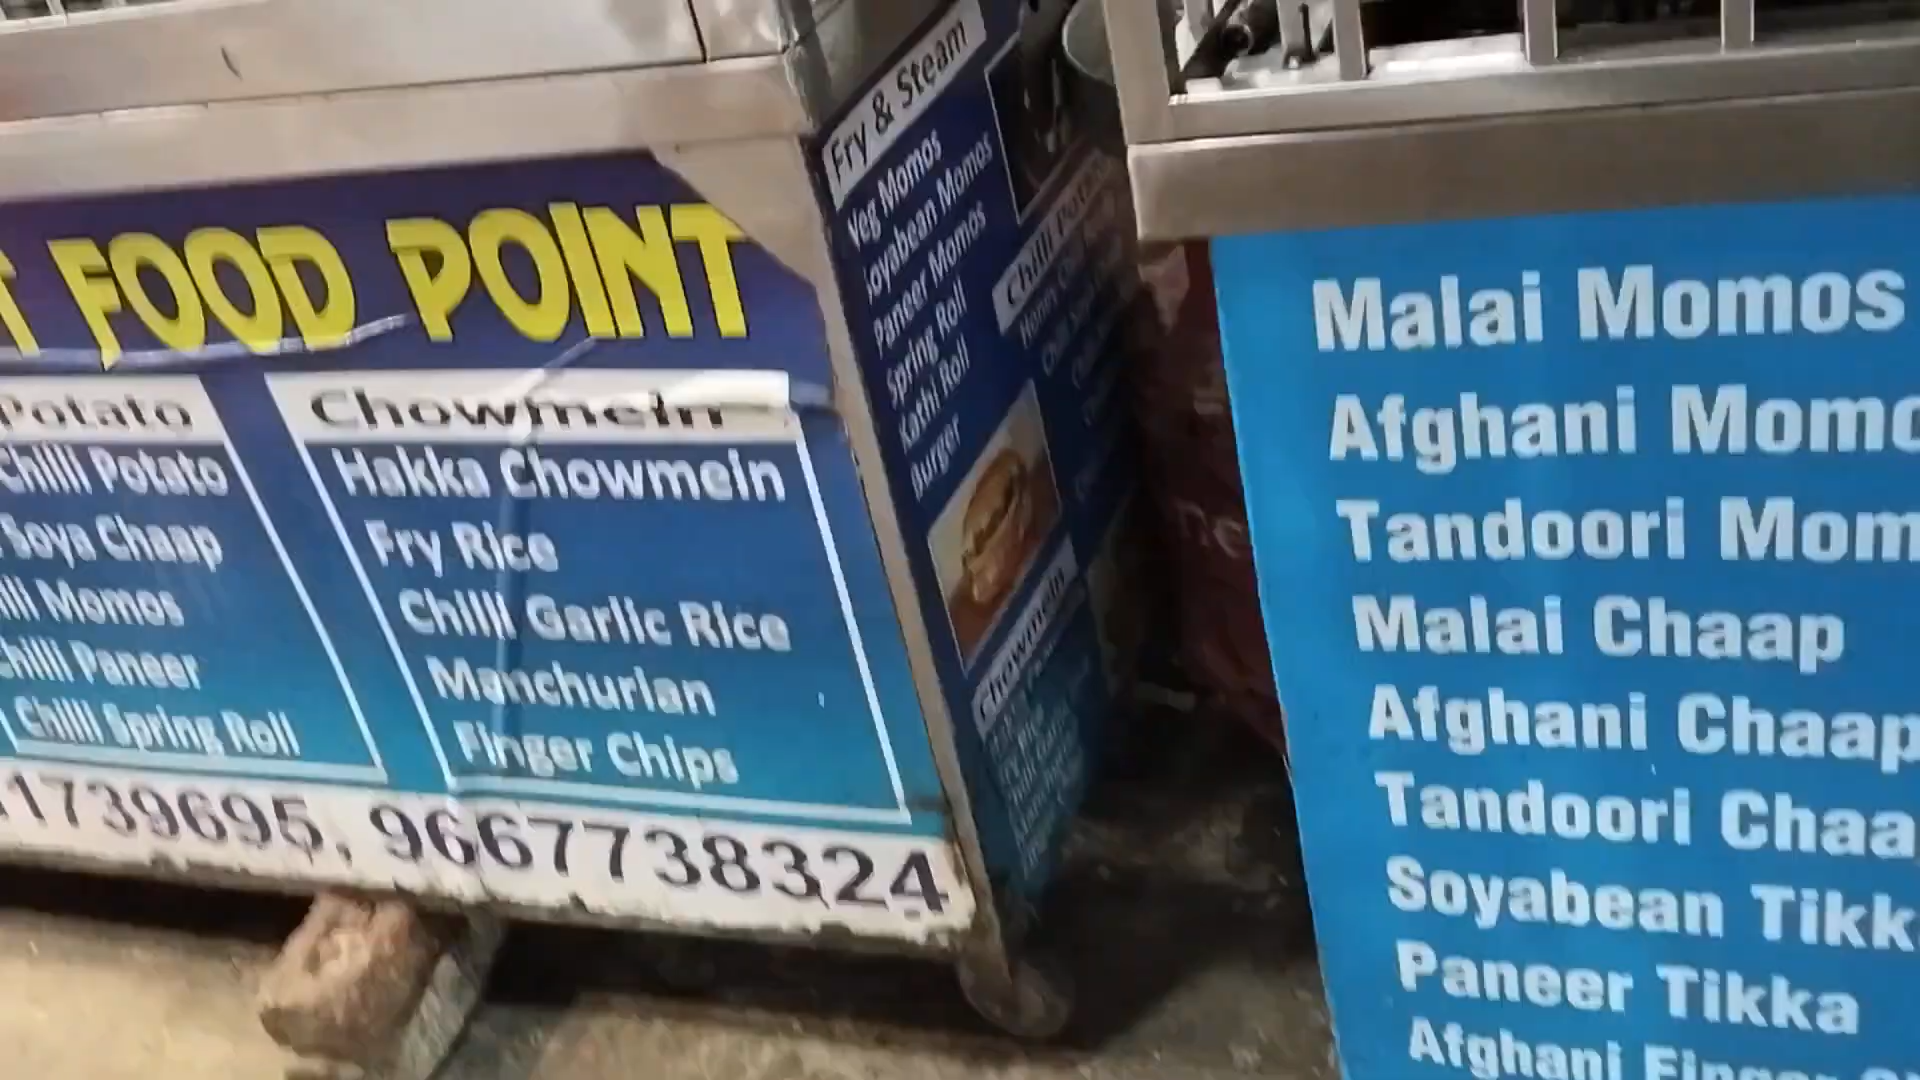 FOOD POINT
Potato
Chilli Potato
Soya Chaap
Momos
Chilli Paneer
Chilli Spring Roll
Chowmein
Hakka Chowmein
Fry Rice
Chilli Garlic Rice
Manchurian
Finger Chips
1739695, 9667738324
Fry & Steam
Veg Momos
Soyabean Momos
Paneer Momos
Spring Roll
Kathi Roll
Burger
Chilli Potato
Chowmein
Malai Momos
Afghani Momo
Tandoori Mom
Malai Chaap
Afghani Chaap
Tandoori Chaa
Soyabean Tikk
Paneer Tikka
Afghani Finger